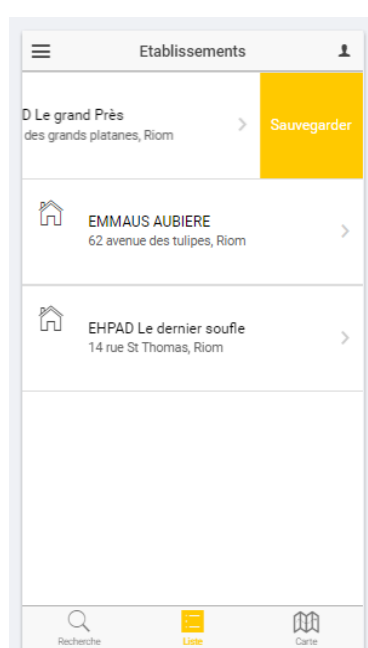 Etablissements
D Le grand Près
des grands platanes, Riom
Sauvegarder
EMMAUS AUBIERE
62 avenue des tulipes, Riom
EHPAD Le dernier soufle
14 rue St Thomas, Riom
Recherche
Liste
Carte